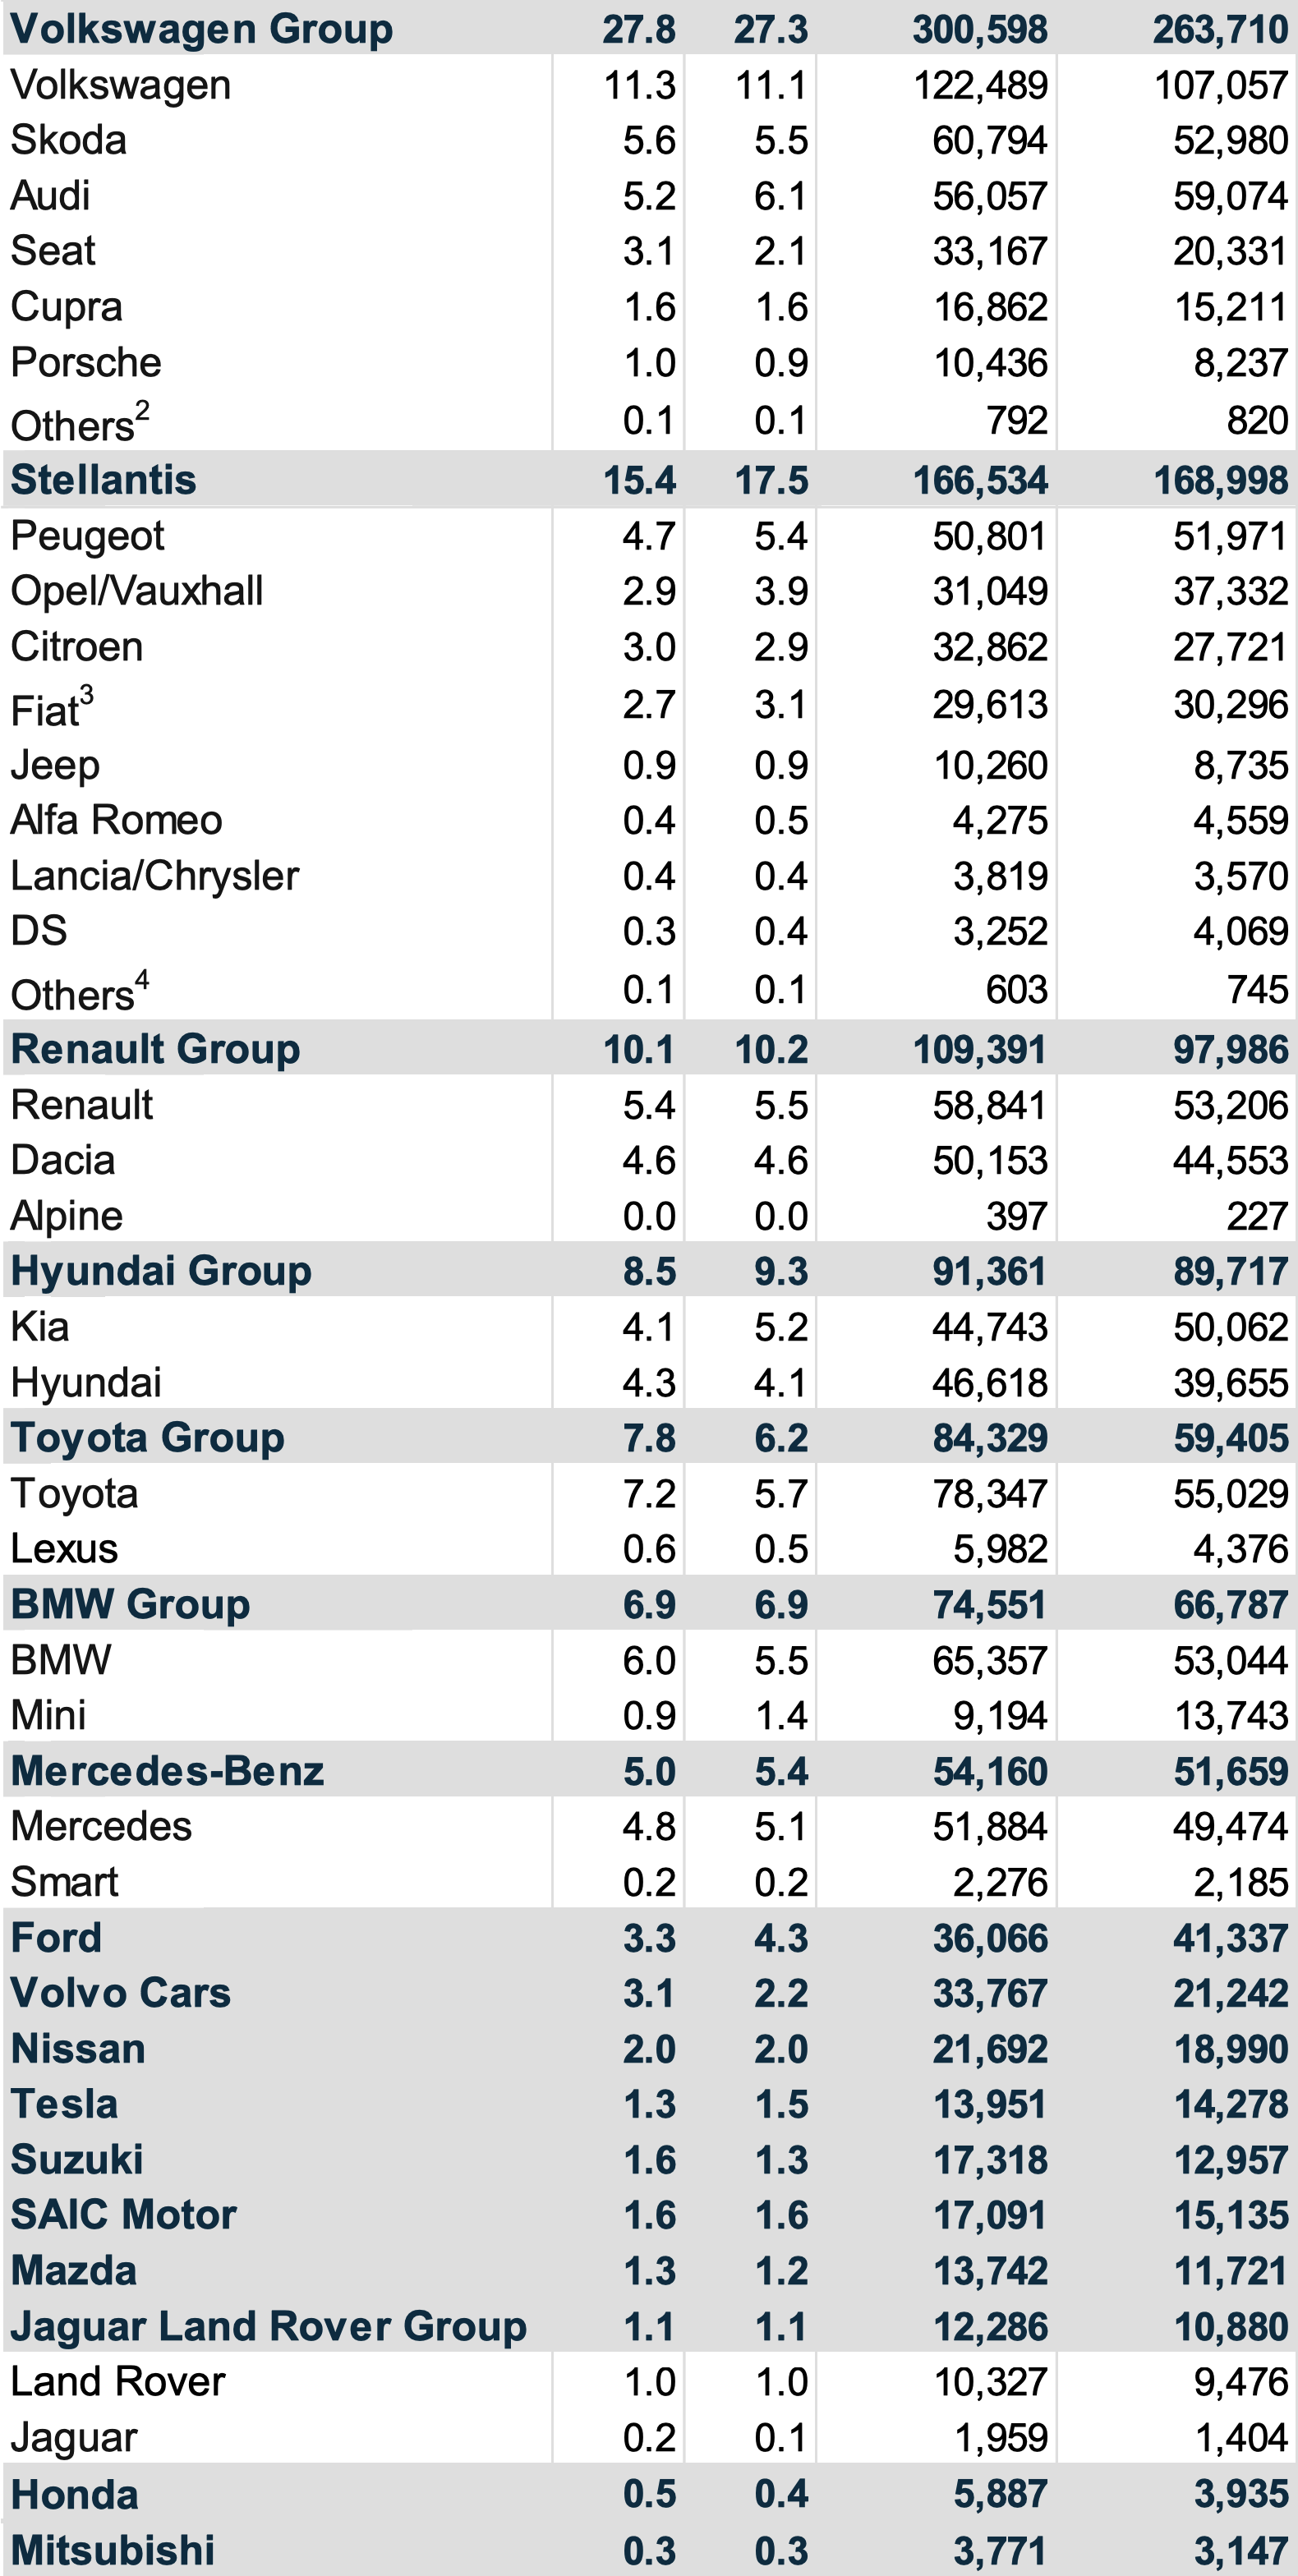 Volkswagen Group 27.8 27.3 300,598 263,710
Volkswagen 11.3 11.1 122,489 107,057
Skoda 5.6 5.5 60,794 52,980
Audi 5.2 6.1 56,057 59,074
Seat 3.1 2.1 33,167 20,331
Cupra 1.6 1.6 16,862 15,211
Porsche 1.0 0.9 10,436 8,237
Others² 0.1 0.1 792 820
Stellantis 15.4 17.5 166,534 168,998
Peugeot 4.7 5.4 50,801 51,971
Opel/Vauxhall 2.9 3.9 31,049 37,332
Citroen 3.0 2.9 32,862 27,721
Fiat³ 2.7 3.1 29,613 30,296
Jeep 0.9 0.9 10,260 8,735
Alfa Romeo 0.4 0.5 4,275 4,559
Lancia/Chrysler 0.4 0.4 3,819 3,570
DS 0.3 0.4 3,252 4,069
Others⁴ 0.1 0.1 603 745
Renault Group 10.1 10.2 109,391 97,986
Renault 5.4 5.5 58,841 53,206
Dacia 4.6 4.6 50,153 44,553
Alpine 0.0 0.0 397 227
Hyundai Group 8.5 9.3 91,361 89,717
Kia 4.1 5.2 44,743 50,062
Hyundai 4.3 4.1 46,618 39,655
Toyota Group 7.8 6.2 84,329 59,405
Toyota 7.2 5.7 78,347 55,029
Lexus 0.6 0.5 5,982 4,376
BMW Group 6.9 6.9 74,551 66,787
BMW 6.0 5.5 65,357 53,044
Mini 0.9 1.4 9,194 13,743
Mercedes-Benz 5.0 5.4 54,160 51,659
Mercedes 4.8 5.1 51,884 49,474
Smart 0.2 0.2 2,276 2,185
Ford 3.3 4.3 36,066 41,337
Volvo Cars 3.1 2.2 33,767 21,242
Nissan 2.0 2.0 21,692 18,990
Tesla 1.3 1.5 13,951 14,278
Suzuki 1.6 1.3 17,318 12,957
SAIC Motor 1.6 1.6 17,091 15,135
Mazda 1.3 1.2 13,742 11,721
Jaguar Land Rover Group 1.1 1.1 12,286 10,880
Land Rover 1.0 1.0 10,327 9,476
Jaguar 0.2 0.1 1,959 1,404
Honda 0.5 0.4 5,887 3,935
Mitsubishi 0.3 0.3 3,771 3,147